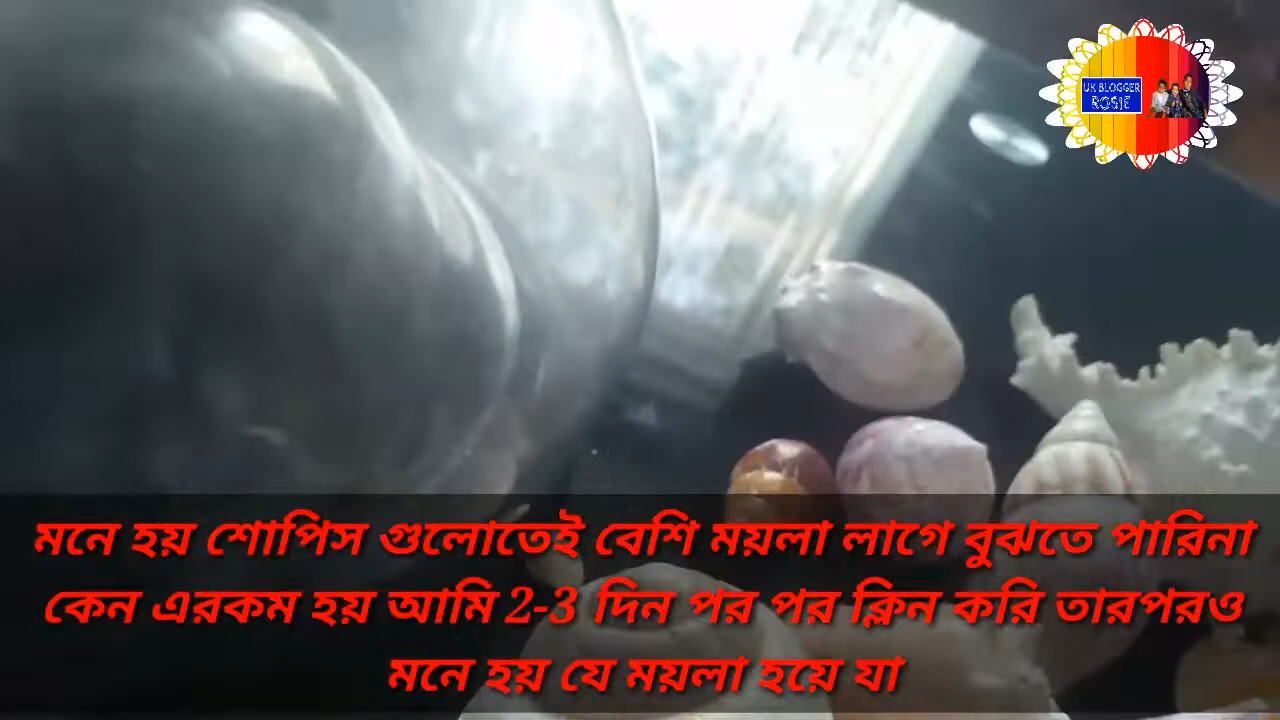 UK BLOGGER
ROSIE
মনে হয় শোপিস গুলোতেই বেশি ময়লা লাগে বুঝতে পারিনা
কেন এরকম হয় আমি 2-3 দিন পর পর ক্লিন করি তারপরও
মনে হয় যে ময়লা হয়ে যা